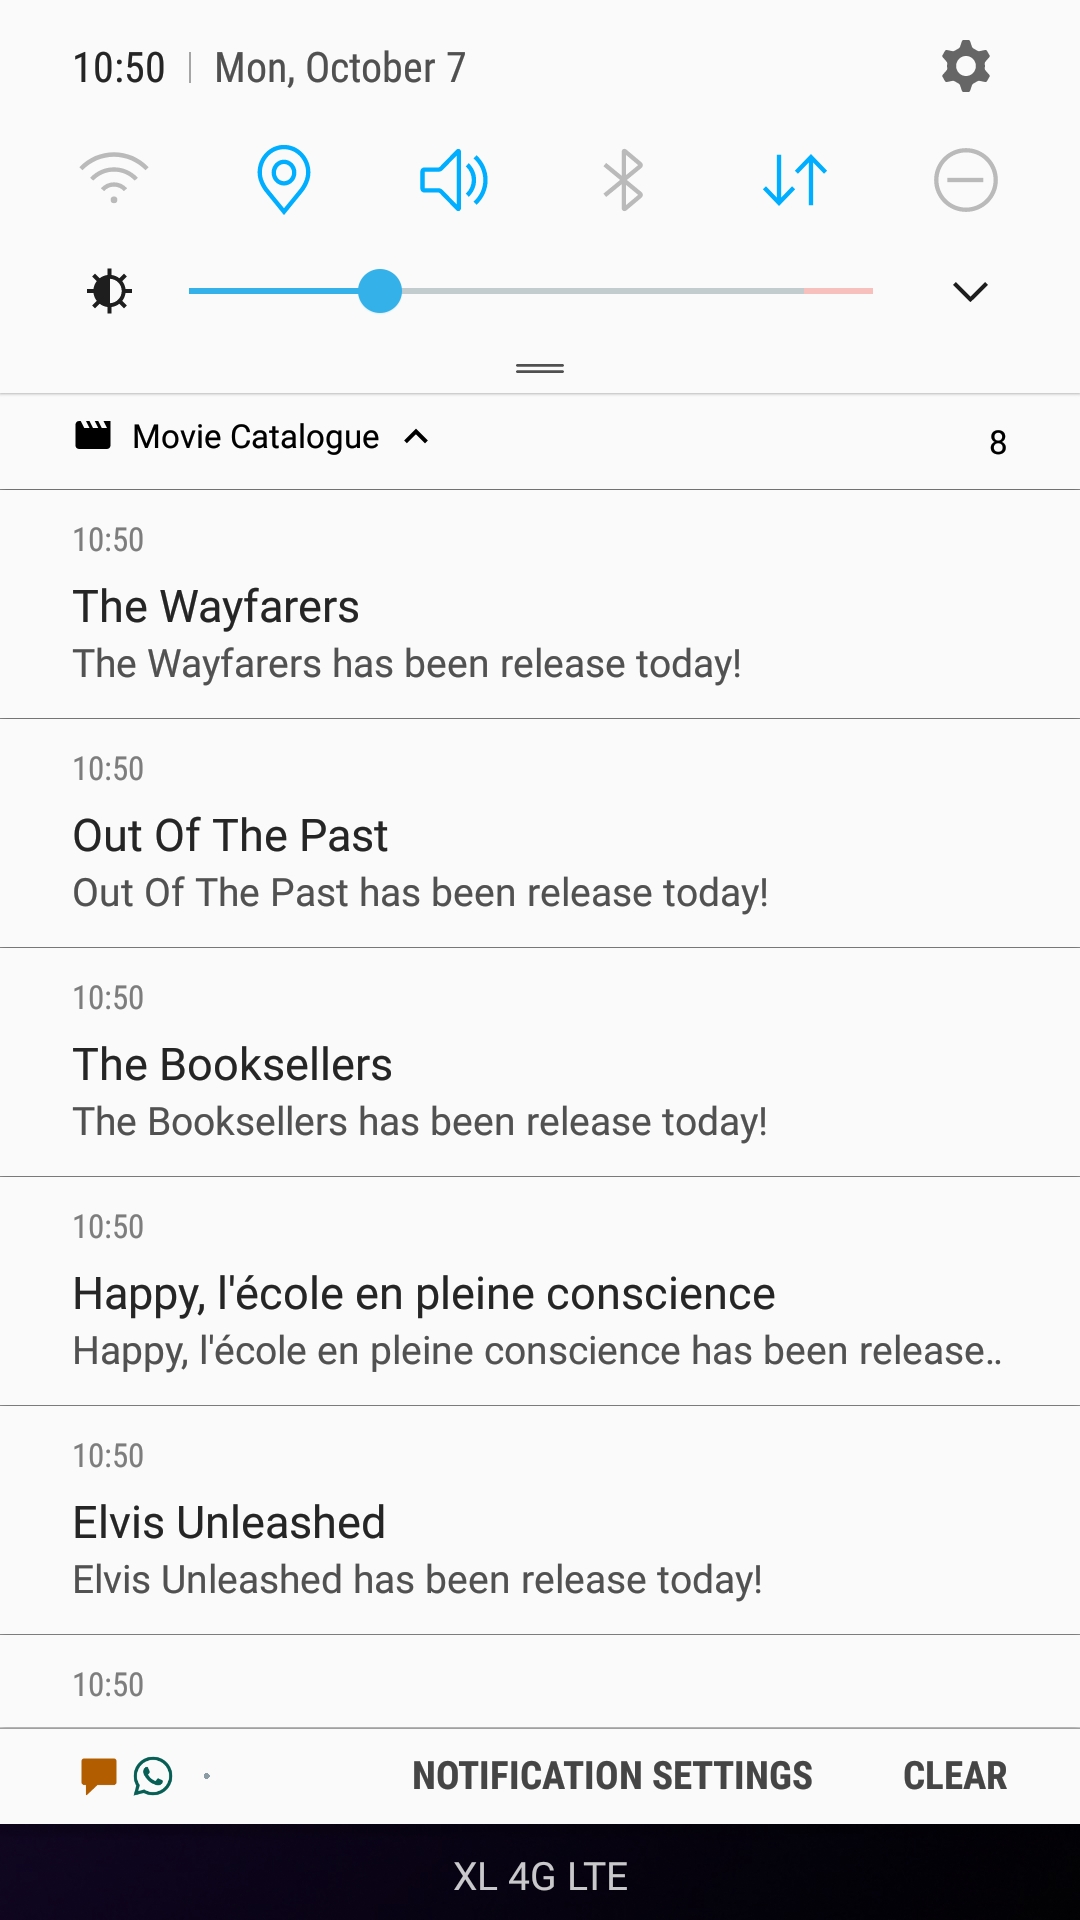 10:50 | Mon, October 7
Movie Catalogue
8
10:50
The Wayfarers
The Wayfarers has been release today!
10:50
Out Of The Past
Out Of The Past has been release today!
10:50
The Booksellers
The Booksellers has been release today!
10:50
Happy, l'école en pleine conscience
Happy, l'école en pleine conscience has been release..
10:50
Elvis Unleashed
Elvis Unleashed has been release today!
10:50
NOTIFICATION SETTINGS
CLEAR
XL 4G LTE